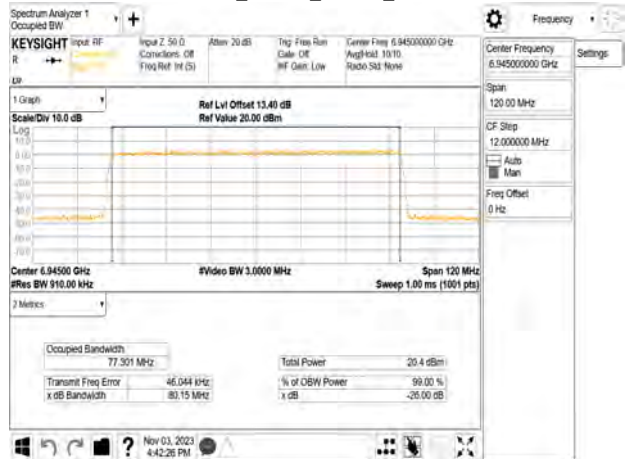 Spectrum Analyzer 1
Occupied BW
+
Frequency
KEYSIGHT
Input: RF
Input Z: 50 Ω
Atten: 20 dB
Trig: Free Run
Center Freq: 6.945000000 GHz
R
Corrections: Off
Gate: Off
Avg|Hold: 10/10
Freq Ref: Int (S)
#IF Gain: Low
Radio Std: None
Center Frequency
6.945000000 GHz
Settings
Span
120.00 MHz
CF Step
12.000000 MHz
Auto
Man
Freq Offset
0 Hz
1 Graph
Ref Lvl Offset 13.40 dB
Scale/Div 10.0 dB
Ref Value 20.00 dBm
Log
10.0
0.00
Center 6.94500 GHz
#Video BW 3.0000 MHz
Span 120 MHz
#Res BW 910.00 kHz
Sweep 1.00 ms (1001 pts)
2 Metrics
Occupied Bandwidth
77.301 MHz
Total Power
20.4 dBm
Transmit Freq Error
46.044 kHz
% of OBW Power
99.00 %
x dB Bandwidth
80.15 MHz
x dB
-26.00 dB
?
Nov 03, 2023
4:42:26 PM